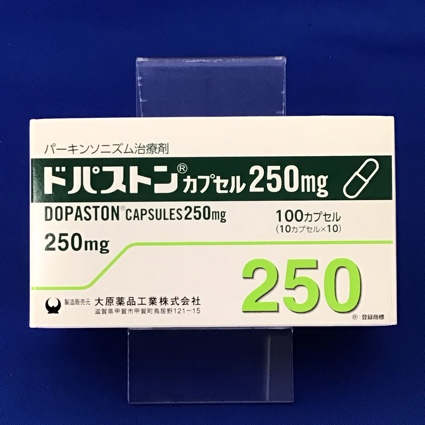 パーキンソニズム治療剤
ドパストン®カプセル250mg
DOPASTON® CAPSULES250mg
100カプセル
(10カプセル×10)
250mg
250
製造販売元 大原薬品工業株式会社
滋賀県甲賀市甲賀町鳥居野121-15
® 登録商標